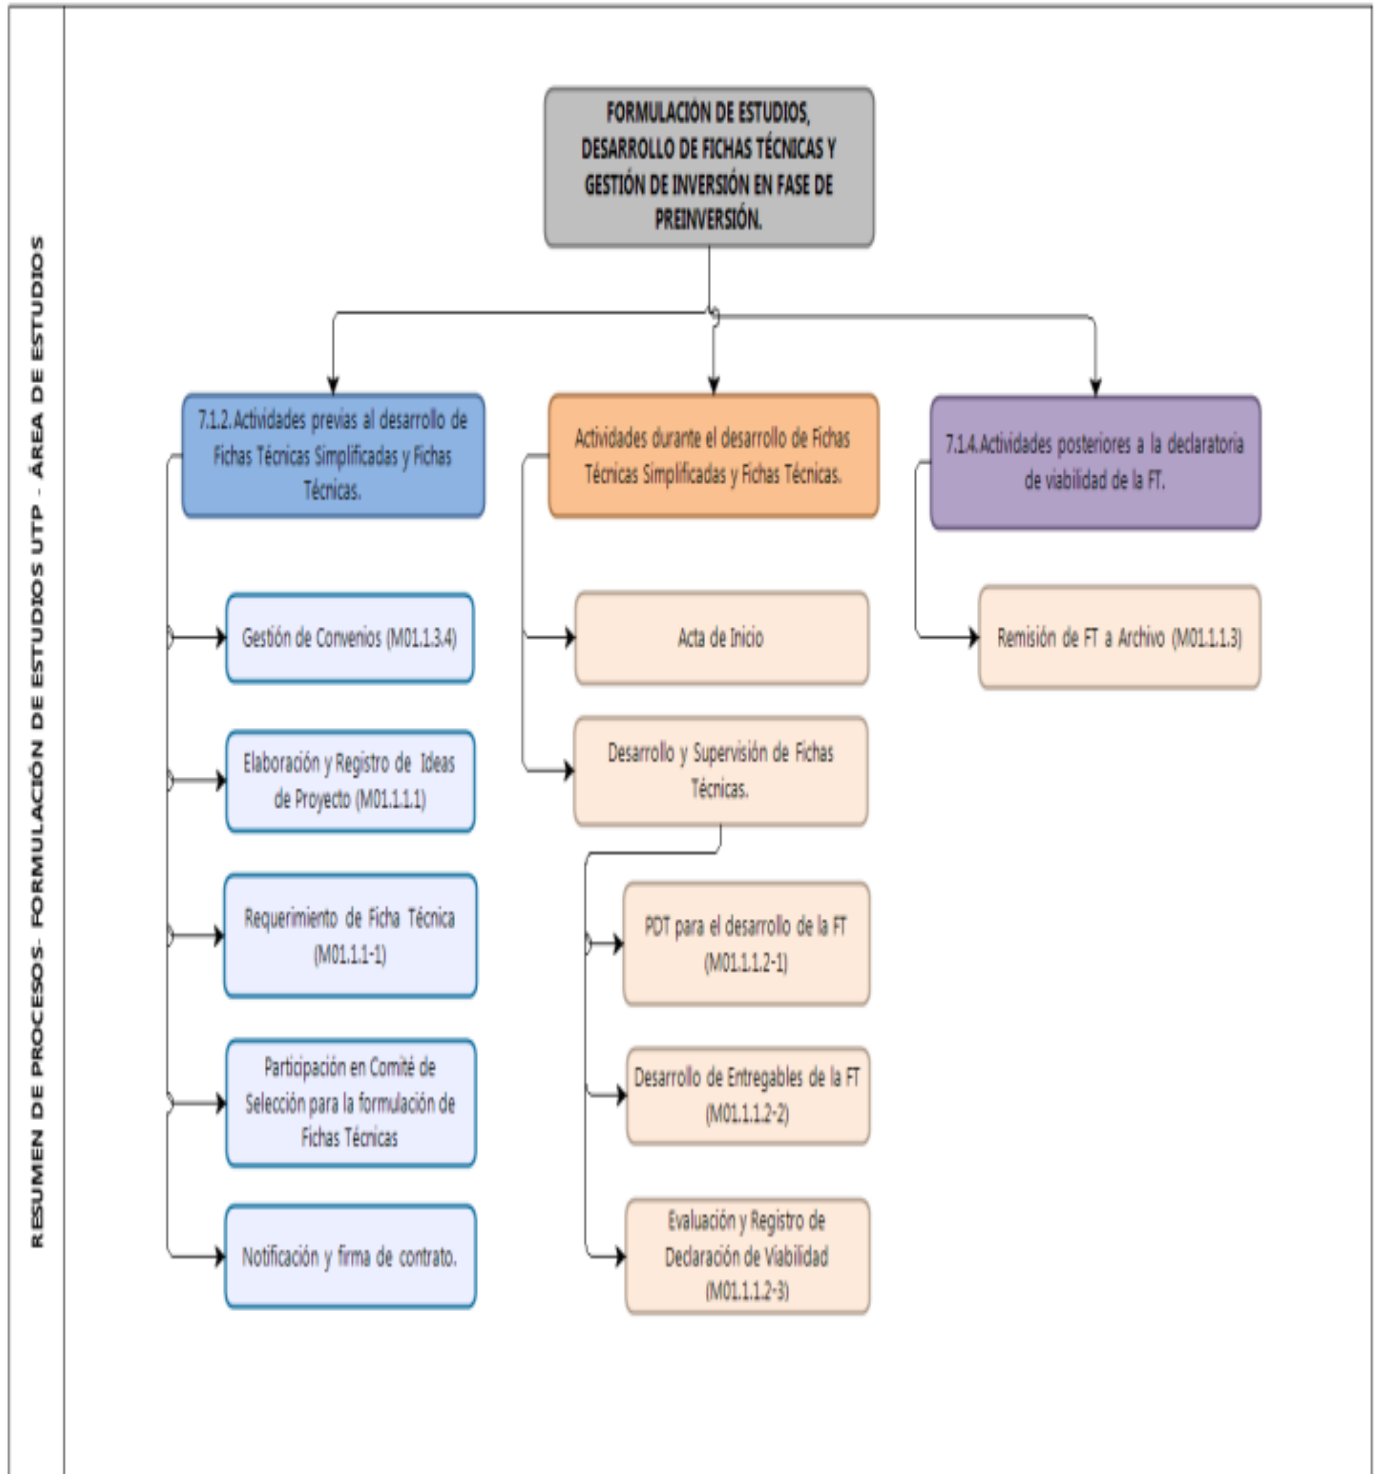 RESUMEN DE PROCESOS- FORMULACIÓN DE ESTUDIOS UTP - ÁREA DE ESTUDIOS
FORMULACIÓN DE ESTUDIOS,
DESARROLLO DE FICHAS TÉCNICAS Y
GESTIÓN DE INVERSIÓN EN FASE DE
PREINVERSIÓN.
7.1.2. Actividades previas al desarrollo de
Fichas Técnicas Simplificadas y Fichas
Técnicas.
Gestión de Convenios (M01.1.3.4)
Elaboración y Registro de Ideas
de Proyecto (M01.1.1.1)
Requerimiento de Ficha Técnica
(M01.1.1-1)
Participación en Comité de
Selección para la formulación de
Fichas Técnicas
Notificación y firma de contrato.
Actividades durante el desarrollo de Fichas
Técnicas Simplificadas y Fichas Técnicas.
Acta de Inicio
Desarrollo y Supervisión de Fichas
Técnicas.
PDT para el desarrollo de la FT
(M01.1.1.2-1)
Desarrollo de Entregables de la FT
(M01.1.1.2-2)
Evaluación y Registro de
Declaración de Viabilidad
(M01.1.1.2-3)
7.1.4. Actividades posteriores a la declaratoria
de viabilidad de la FT.
Remisión de FT a Archivo (M01.1.1.3)